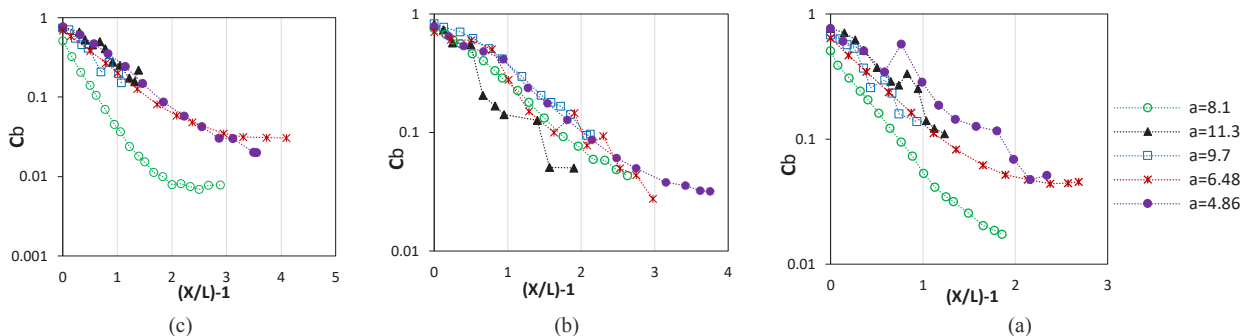 1
0.1
0.01
0.001
Cb
0 1 2 3 4 5
(X/L)-1
(c)
1
0.1
0.01
Cb
0 1 2 3 4
(X/L)-1
(b)
1
0.1
0.01
Cb
0 1 2 3
(X/L)-1
(a)
a=8.1
a=11.3
a=9.7
a=6.48
a=4.86